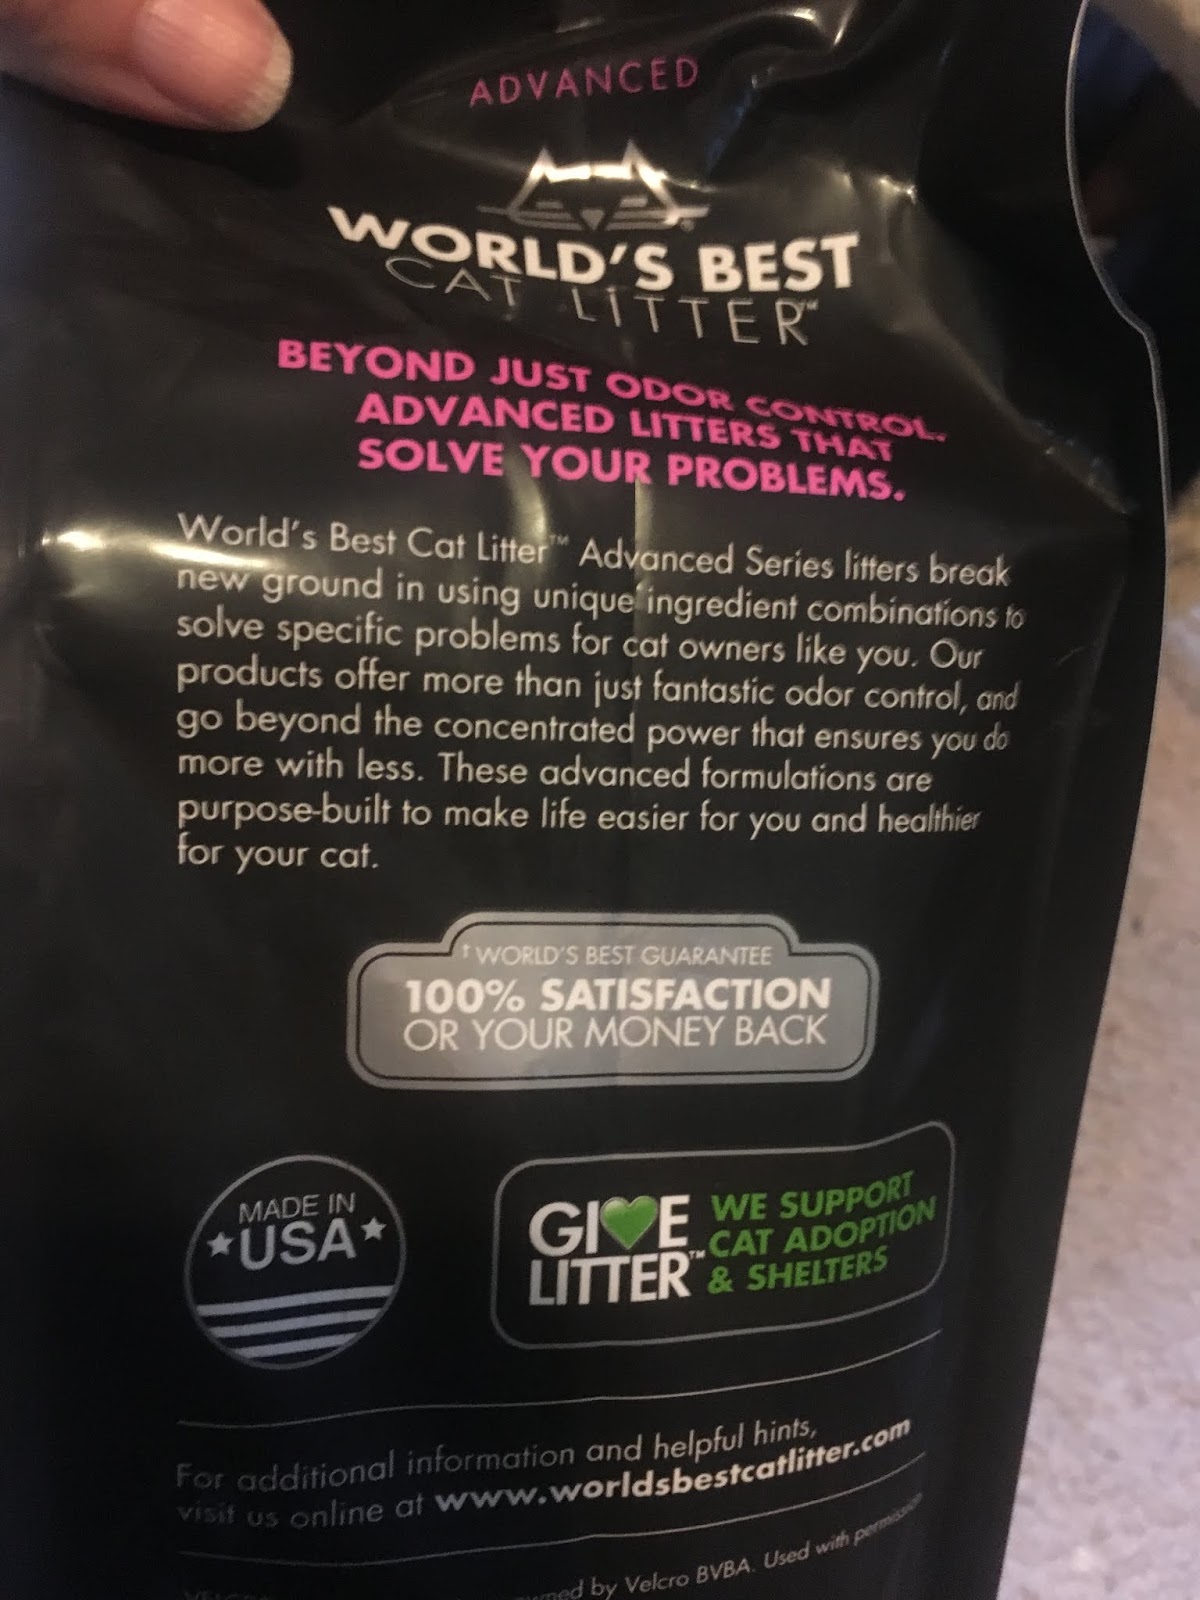 ADVANCED
WORLD'S BEST
CAT LITTER™
BEYOND JUST ODOR CONTROL.
ADVANCED LITTERS THAT
SOLVE YOUR PROBLEMS.
World's Best Cat Litter™ Advanced Series litters break
new ground in using unique ingredient combinations to
solve specific problems for cat owners like you. Our
products offer more than just fantastic odor control, and
go beyond the concentrated power that ensures you do
more with less. These advanced formulations are
purpose-built to make life easier for you and healthier
for your cat.
†WORLD'S BEST GUARANTEE
100% SATISFACTION
OR YOUR MONEY BACK
MADE IN
USA
GIVE
LITTER™
WE SUPPORT
CAT ADOPTION
& SHELTERS
For additional information and helpful hints,
visit us online at www.worldsbestcatlitter.com
by Velcro BVBA. Used with permission